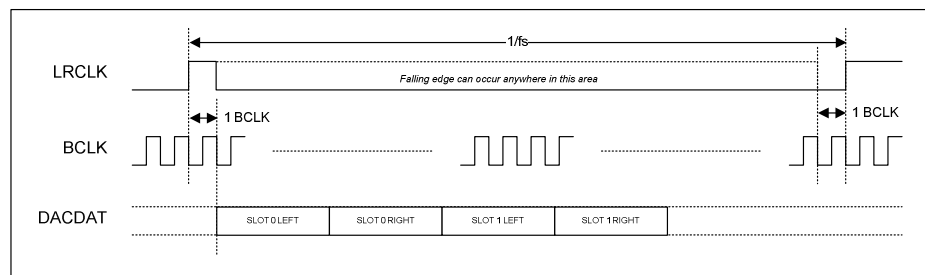 1/fs
LRCLK
Falling edge can occur anywhere in this area
1 BCLK
1 BCLK
BCLK
DACDAT
SLOT 0 LEFT
SLOT 0 RIGHT
SLOT 1 LEFT
SLOT 1 RIGHT